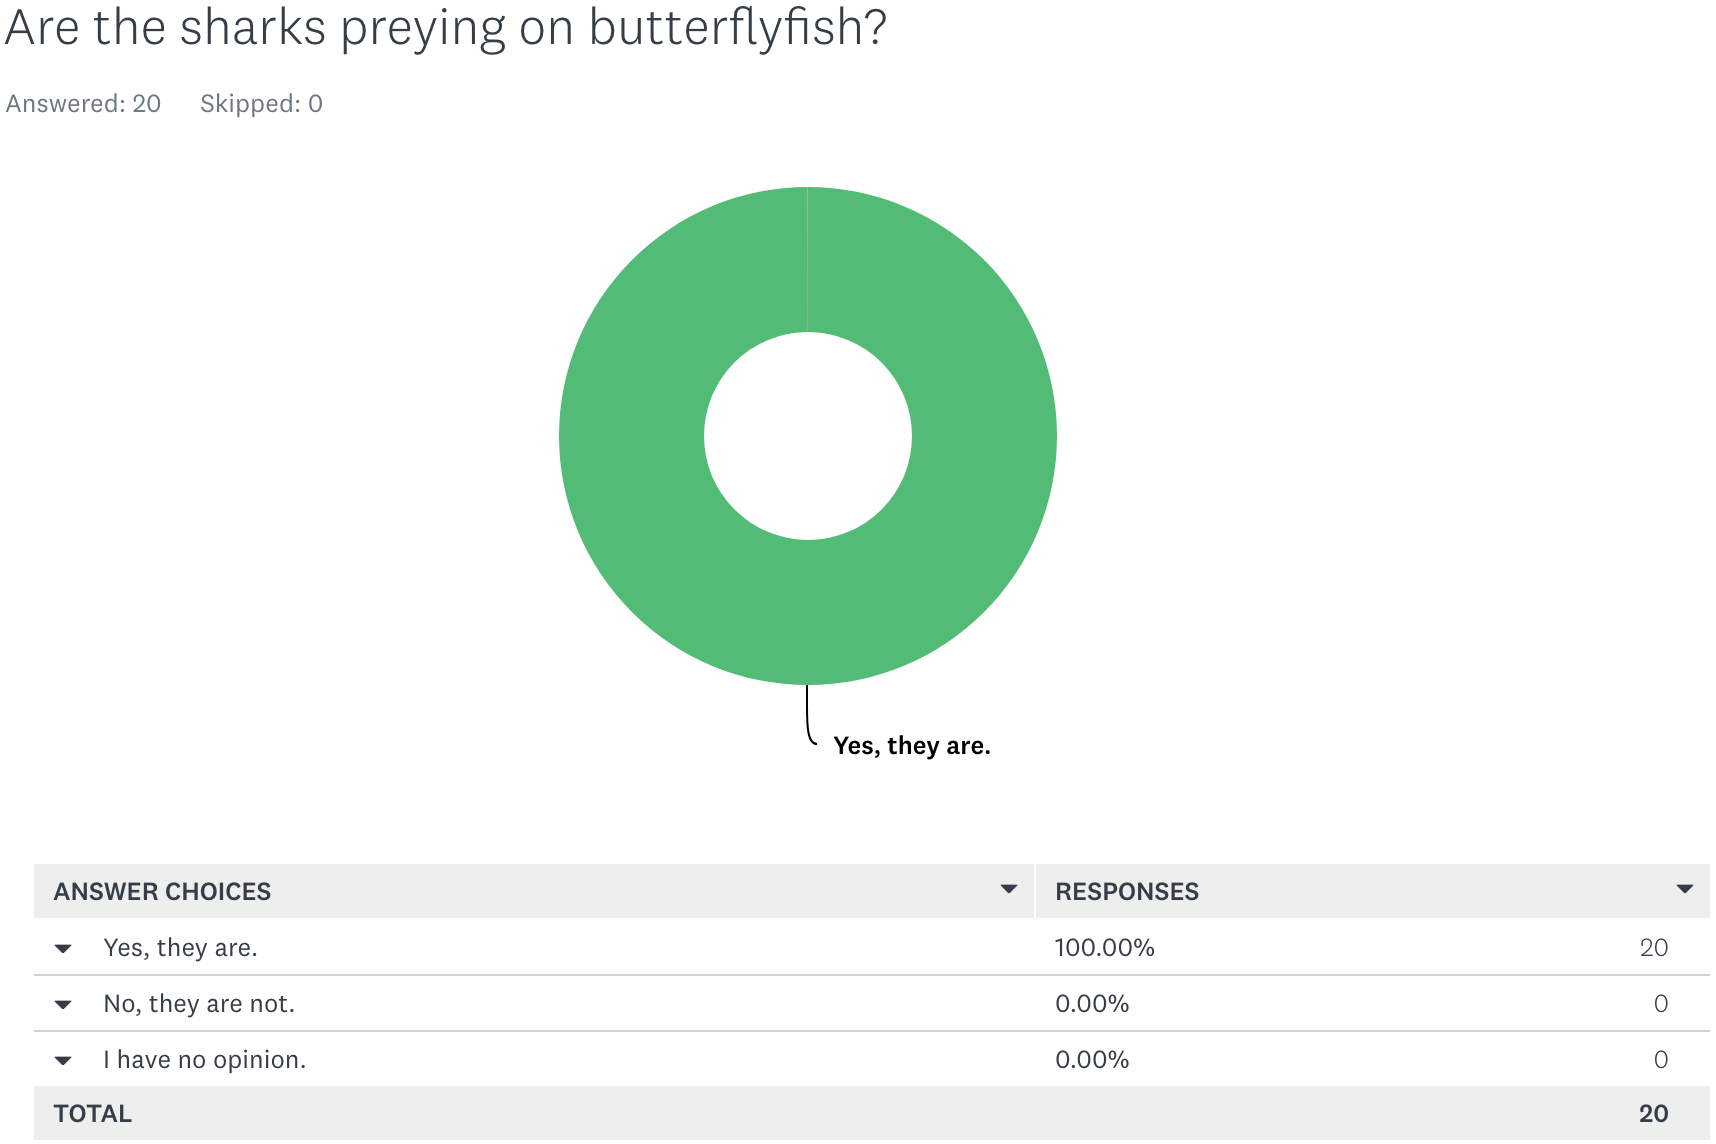 Are the sharks preying on butterflyfish?
Answered: 20 Skipped: 0
Yes, they are.
ANSWER CHOICES RESPONSES
Yes, they are. 100.00% 20
No, they are not. 0.00% 0
I have no opinion. 0.00% 0
TOTAL 20